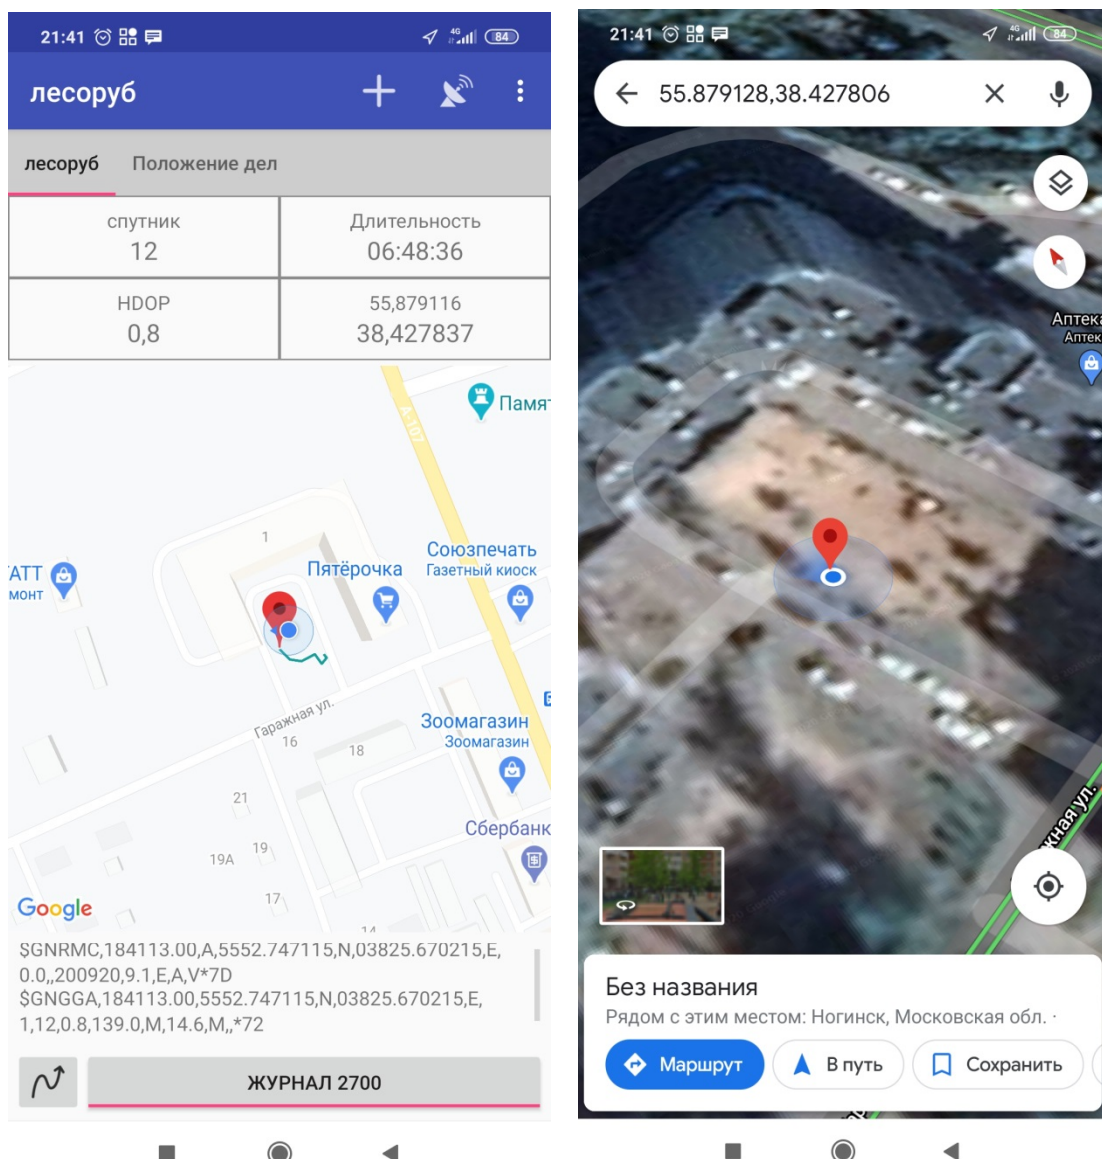 21:41
4G
84
лесоруб
лесоруб
Положение дел
спутник
12
Длительность
06:48:36
HDOP
0,8
55,879116
38,427837
A-107
1
Пятёрочка
Союзпечать
Газетный киоск
ТАТТ
монт
Гаражная ул.
16
18
Зоомагазин
Зоомагазин
21
19
19А
17
14
Сбербанк
Google
$GNRMC,184113.00,A,5552.747115,N,03825.670215,E,
0.0,,200920,9.1,E,A,V*7D
$GNGGA,184113.00,5552.747115,N,03825.670215,E,
1,12,0.8,139.0,M,14.6,M,,*72
ЖУРНАЛ 2700
21:41
4G
84
55.879128,38.427806
Аптека
Аптек
жная ул.
Без названия
Рядом с этим местом: Ногинск, Московская обл. ·
Маршрут
В путь
Сохранить